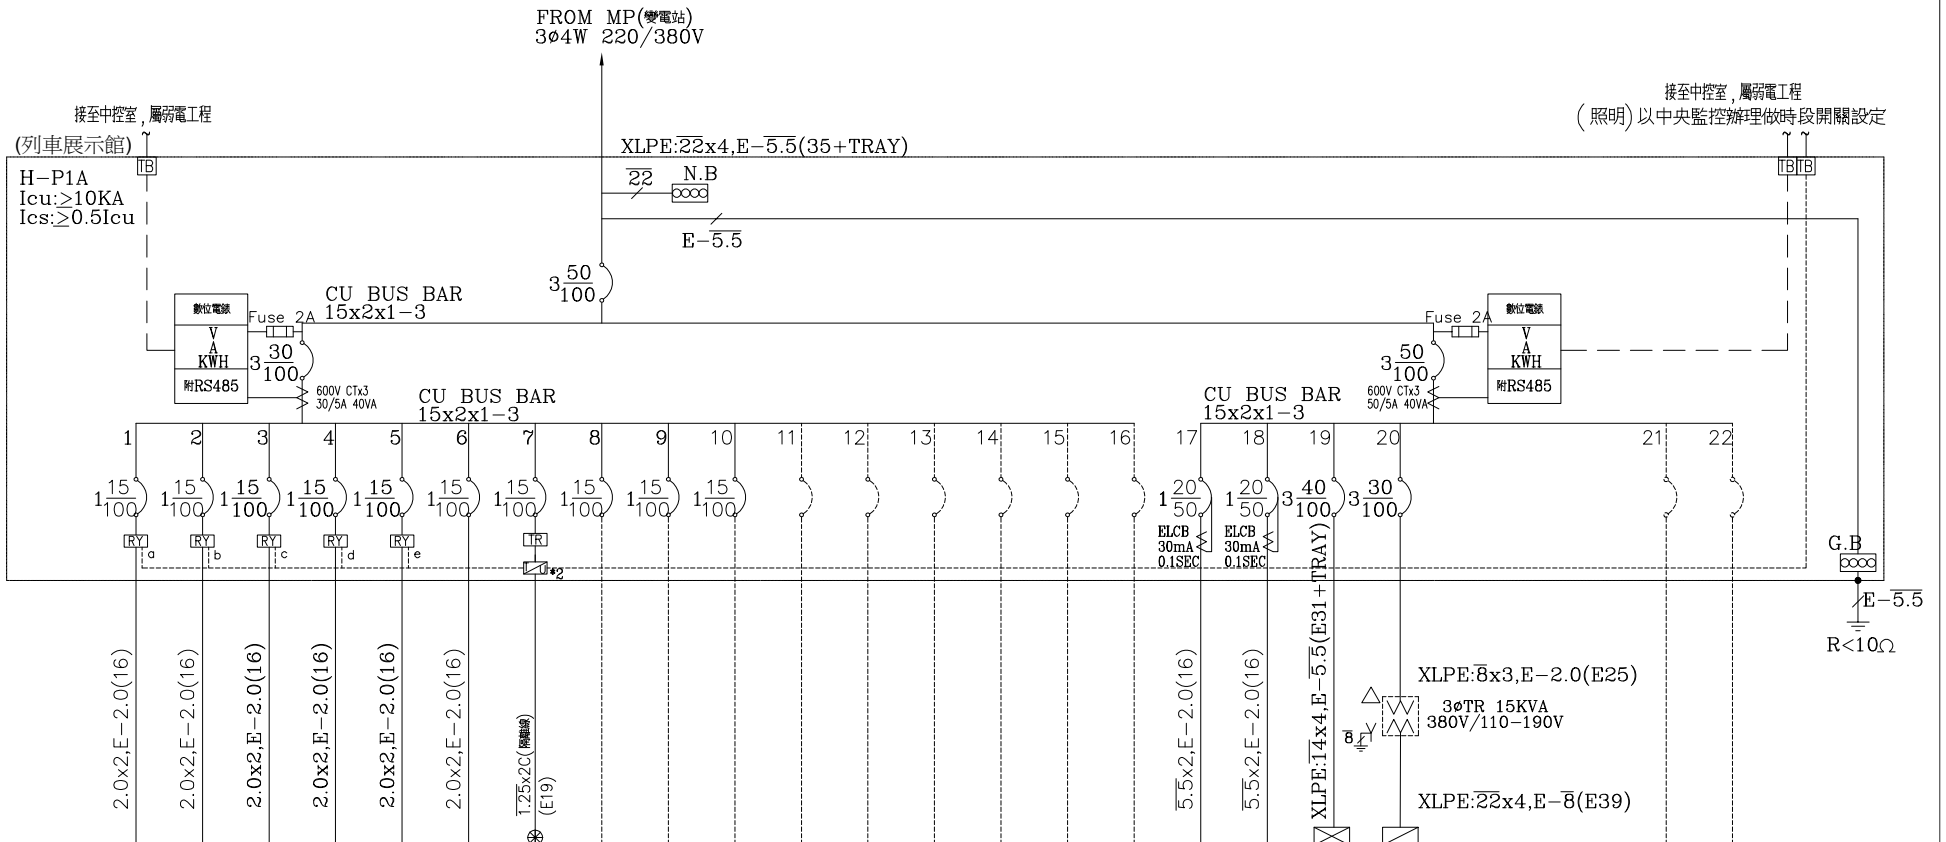 FROM MP(變電站)
3ø4W 220/380V
接至中控室,屬弱電工程
(列車展示館)
接至中控室,屬弱電工程
(照明)以中央監控辦理做時段開關設定
TB
XLPE:22x4,E-5.5(35+TRAY)
TB TB
H-P1A
Icu:≥10KA
Ics:≥0.5Icu
22
N.B
E-5.5
3 50/100
CU BUS BAR
15x2x1-3
數位電錶
V
A
KWH
附RS485
Fuse 2A
3 30/100
600V CTx3
30/5A 40VA
CU BUS BAR
15x2x1-3
Fuse 2A
3 50/100
600V CTx3
50/5A 40VA
數位電錶
V
A
KWH
附RS485
CU BUS BAR
15x2x1-3
1 2 3 4 5 6 7 8 9 10 11 12 13 14 15 16 17 18 19 20 21 22
1 15/100 1 15/100 1 15/100 1 15/100 1 15/100 1 15/100 1 15/100 1 15/100 1 15/100 1 15/100 1 20/50 1 20/50 3 40/100 3 30/100
RY a RY b RY c RY d RY e TR
U *2
ELCB
30mA
0.1SEC
ELCB
30mA
0.1SEC
G.B
E-5.5
R<10Ω
2.0x2,E-2.0(16)
2.0x2,E-2.0(16)
2.0x2,E-2.0(16)
2.0x2,E-2.0(16)
2.0x2,E-2.0(16)
2.0x2,E-2.0(16)
1.25x2C(隔離線)
(E19)
5.5x2,E-2.0(16)
5.5x2,E-2.0(16)
XLPE:14x4,E-5.5(E31+TRAY)
XLPE:8x3,E-2.0(E25)
3øTR 15KVA
380V/110-190V
8
XLPE:22x4,E-8(E39)